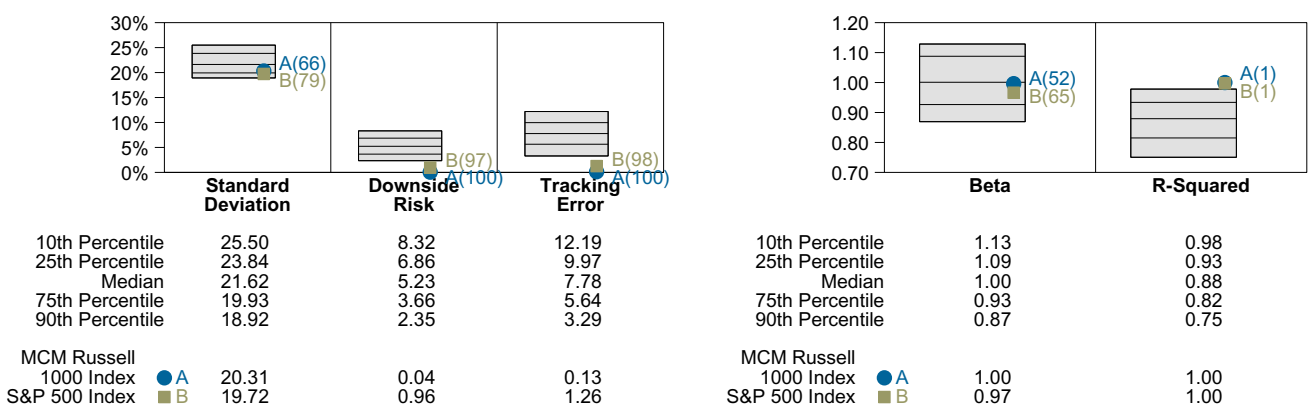 30%
25%
20%
15%
10%
5%
0%
A(66)
B(79)
B(97)
A(100)
B(98)
A(100)
Standard Deviation
Downside Risk
Tracking Error
10th Percentile 25.50 8.32 12.19
25th Percentile 23.84 6.86 9.97
Median 21.62 5.23 7.78
75th Percentile 19.93 3.66 5.64
90th Percentile 18.92 2.35 3.29
MCM Russell
1000 Index A 20.31 0.04 0.13
S&P 500 Index B 19.72 0.96 1.26
1.20
1.10
1.00
0.90
0.80
0.70
A(52)
B(65)
A(1)
B(1)
Beta
R-Squared
10th Percentile 1.13 0.98
25th Percentile 1.09 0.93
Median 1.00 0.88
75th Percentile 0.93 0.82
90th Percentile 0.87 0.75
MCM Russell
1000 Index A 1.00 1.00
S&P 500 Index B 0.97 1.00